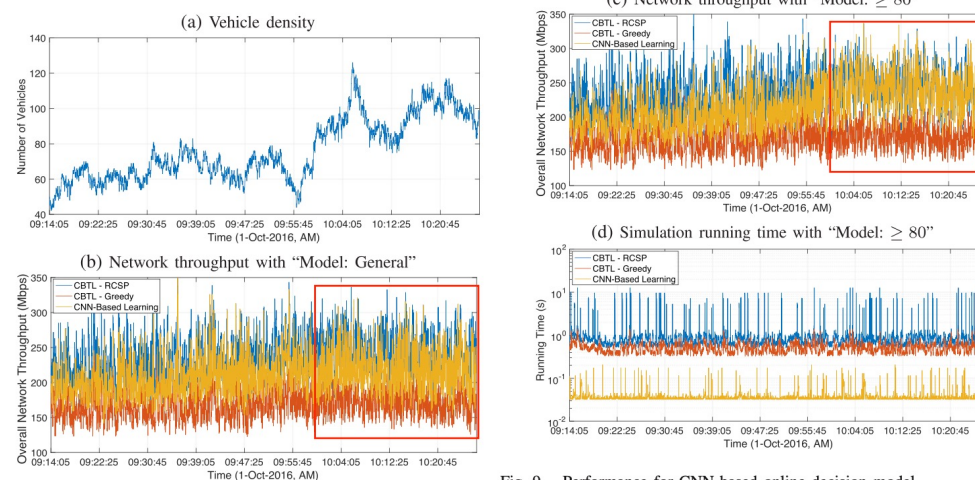 (a) Vehicle density
140
120
100
80
60
40
Number of Vehicles
09:14:05 09:22:25 09:30:45 09:39:05 09:47:25 09:55:45 10:04:05 10:12:25 10:20:45
Time (1-Oct-2016, AM)
(b) Network throughput with “Model: General”
350
300
250
200
150
100
Overall Network Throughput (Mbps)
CBTL - RCSP
CBTL - Greedy
CNN-Based Learning
09:14:05 09:22:25 09:30:45 09:39:05 09:47:25 09:55:45 10:04:05 10:12:25 10:20:45
Time (1-Oct-2016, AM)
(c) Network throughput with “Model: ≥ 80”
350
300
250
200
150
100
Overall Network Throughput (Mbps)
CBTL - RCSP
CBTL - Greedy
CNN-Based Learning
09:14:05 09:22:25 09:30:45 09:39:05 09:47:25 09:55:45 10:04:05 10:12:25 10:20:45
Time (1-Oct-2016, AM)
(d) Simulation running time with “Model: ≥ 80”
10²
10¹
10⁰
10⁻¹
10⁻²
Running Time (s)
CBTL - RCSP
CBTL - Greedy
CNN-Based Learning
09:14:05 09:22:25 09:30:45 09:39:05 09:47:25 09:55:45 10:04:05 10:12:25 10:20:45
Time (1-Oct-2016, AM)
Fig. 9. Performance for CNN-based online decision model